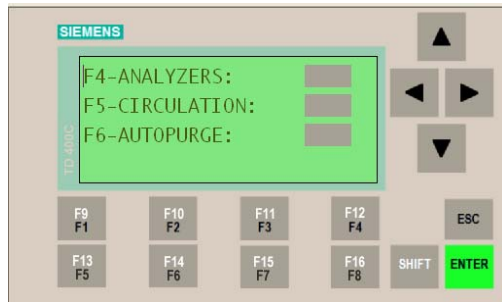 SIEMENS
F4-ANALYZERS:
F5-CIRCULATION:
F6-AUTOPURGE:
TD 400C
F9 F10 F11 F12
F1 F2 F3 F4
ESC
F13 F14 F15 F16
F5 F6 F7 F8
SHIFT ENTER